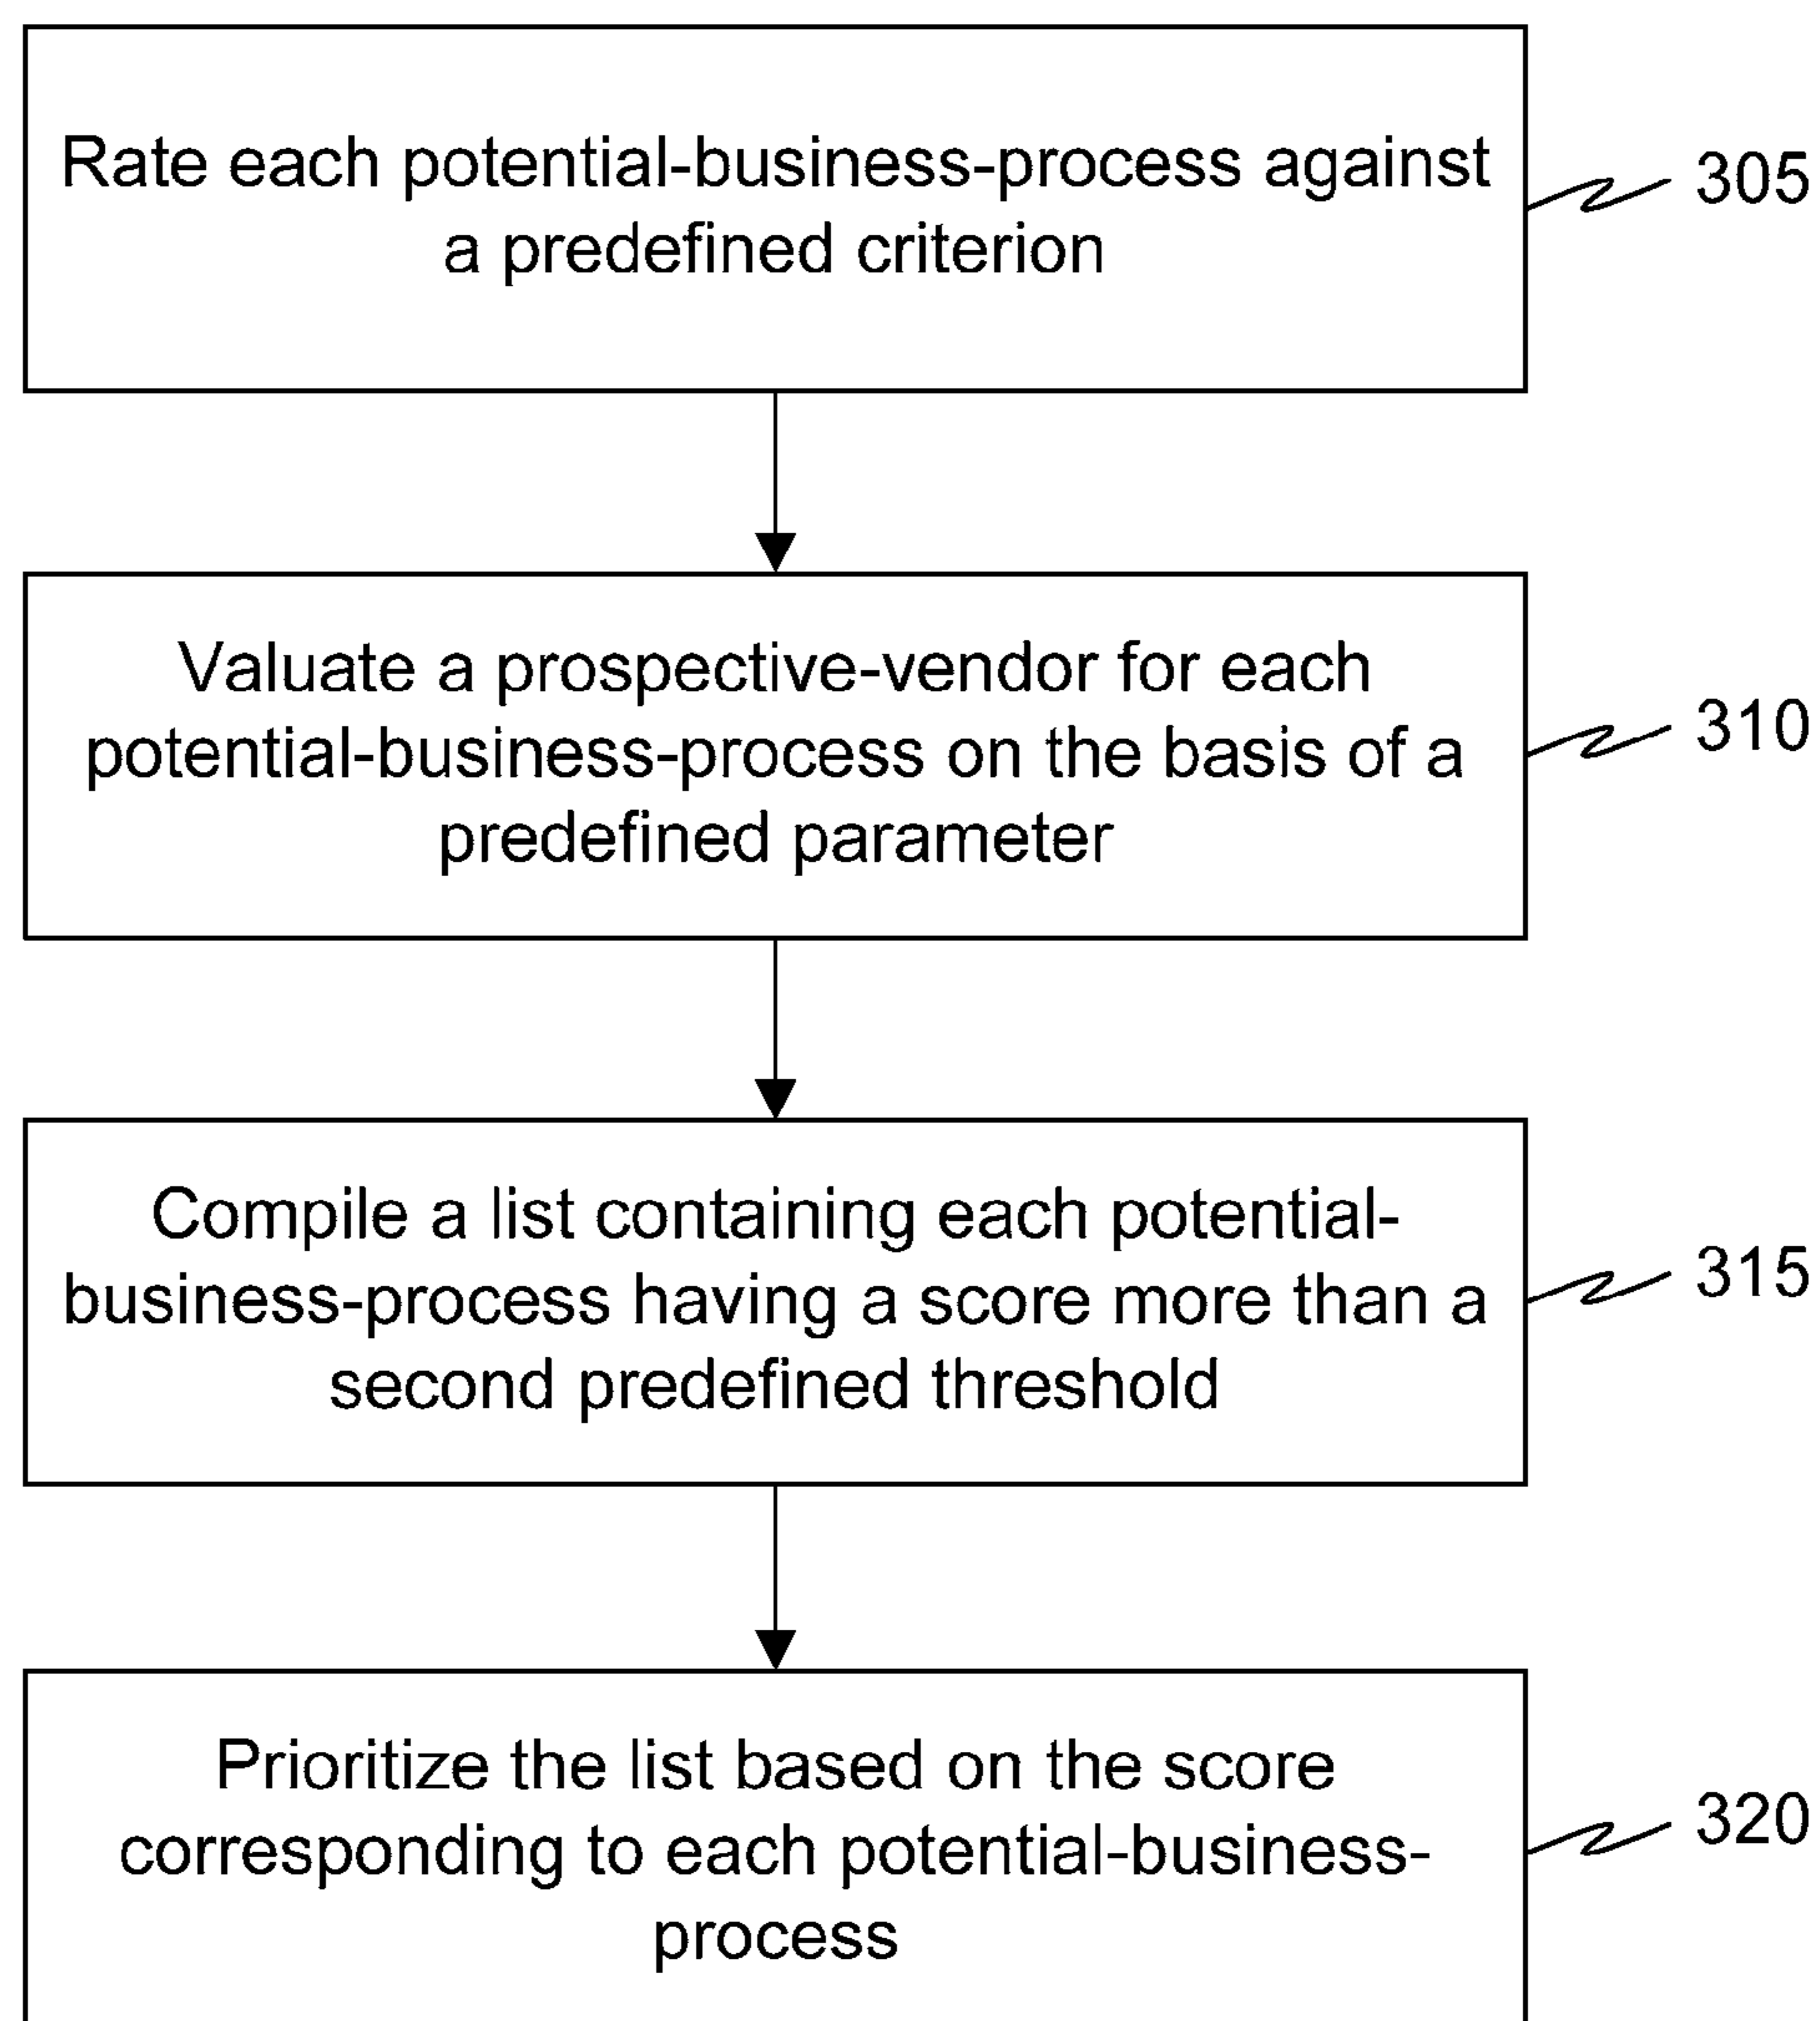 Rate each potential-business-process against
a predefined criterion
305
Valuate a prospective-vendor for each
potential-business-process on the basis of a
predefined parameter
310
Compile a list containing each potential-
business-process having a score more than a
second predefined threshold
315
Prioritize the list based on the score
corresponding to each potential-business-
process
320